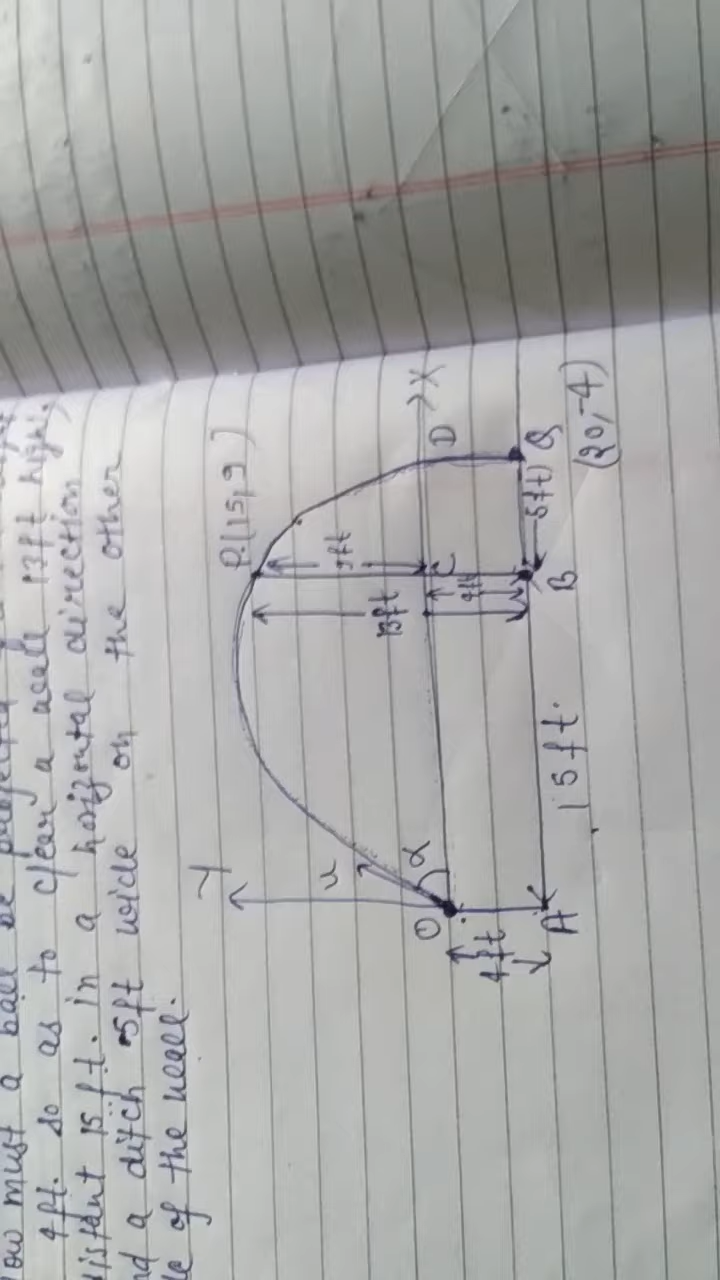 ow must a ball be projected
4ft. so as to clear a wall 13ft high,
istant 15 ft. in a horizontal direction
nd a ditch 5ft wide on the other
de of the wall.
Y
u
P(15, 9)
9ft
13ft
O
α
C
D
X
4ft
4ft
A
15 ft.
B
5ft
Q
(20, -4)